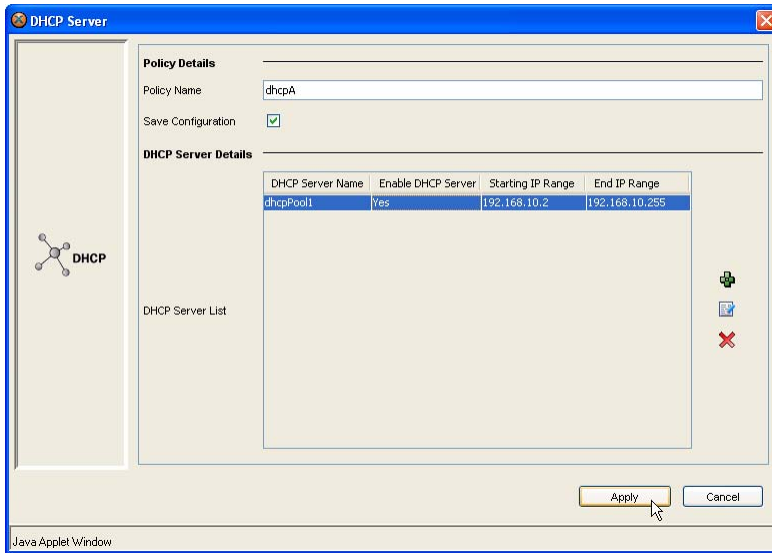 DHCP Server
Policy Details
Policy Name dhcpA
Save Configuration
DHCP Server Details
DHCP Server Name Enable DHCP Server Starting IP Range End IP Range
dhcpPool1 Yes 192.168.10.2 192.168.10.255
DHCP
DHCP Server List
Apply Cancel
Java Applet Window